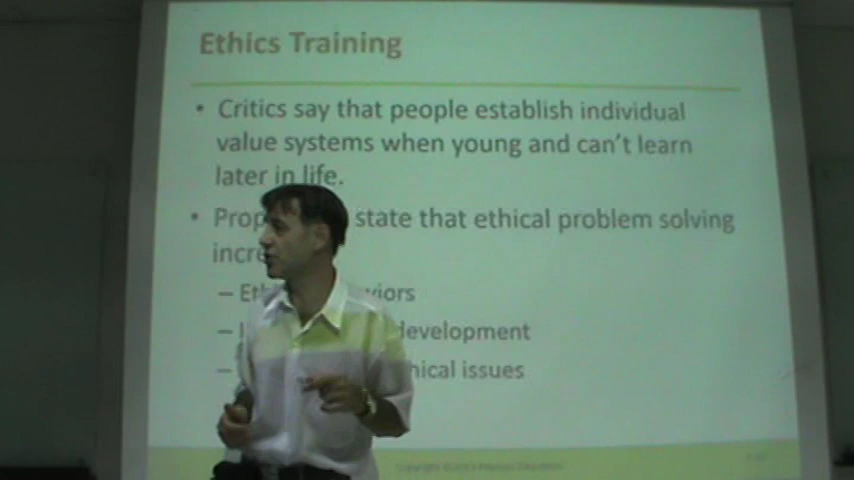 Ethics Training
• Critics say that people establish individual
value systems when young and can't learn
later in life.
• Prop state that ethical problem solving
incre
– Et viors
– I development
– hical issues